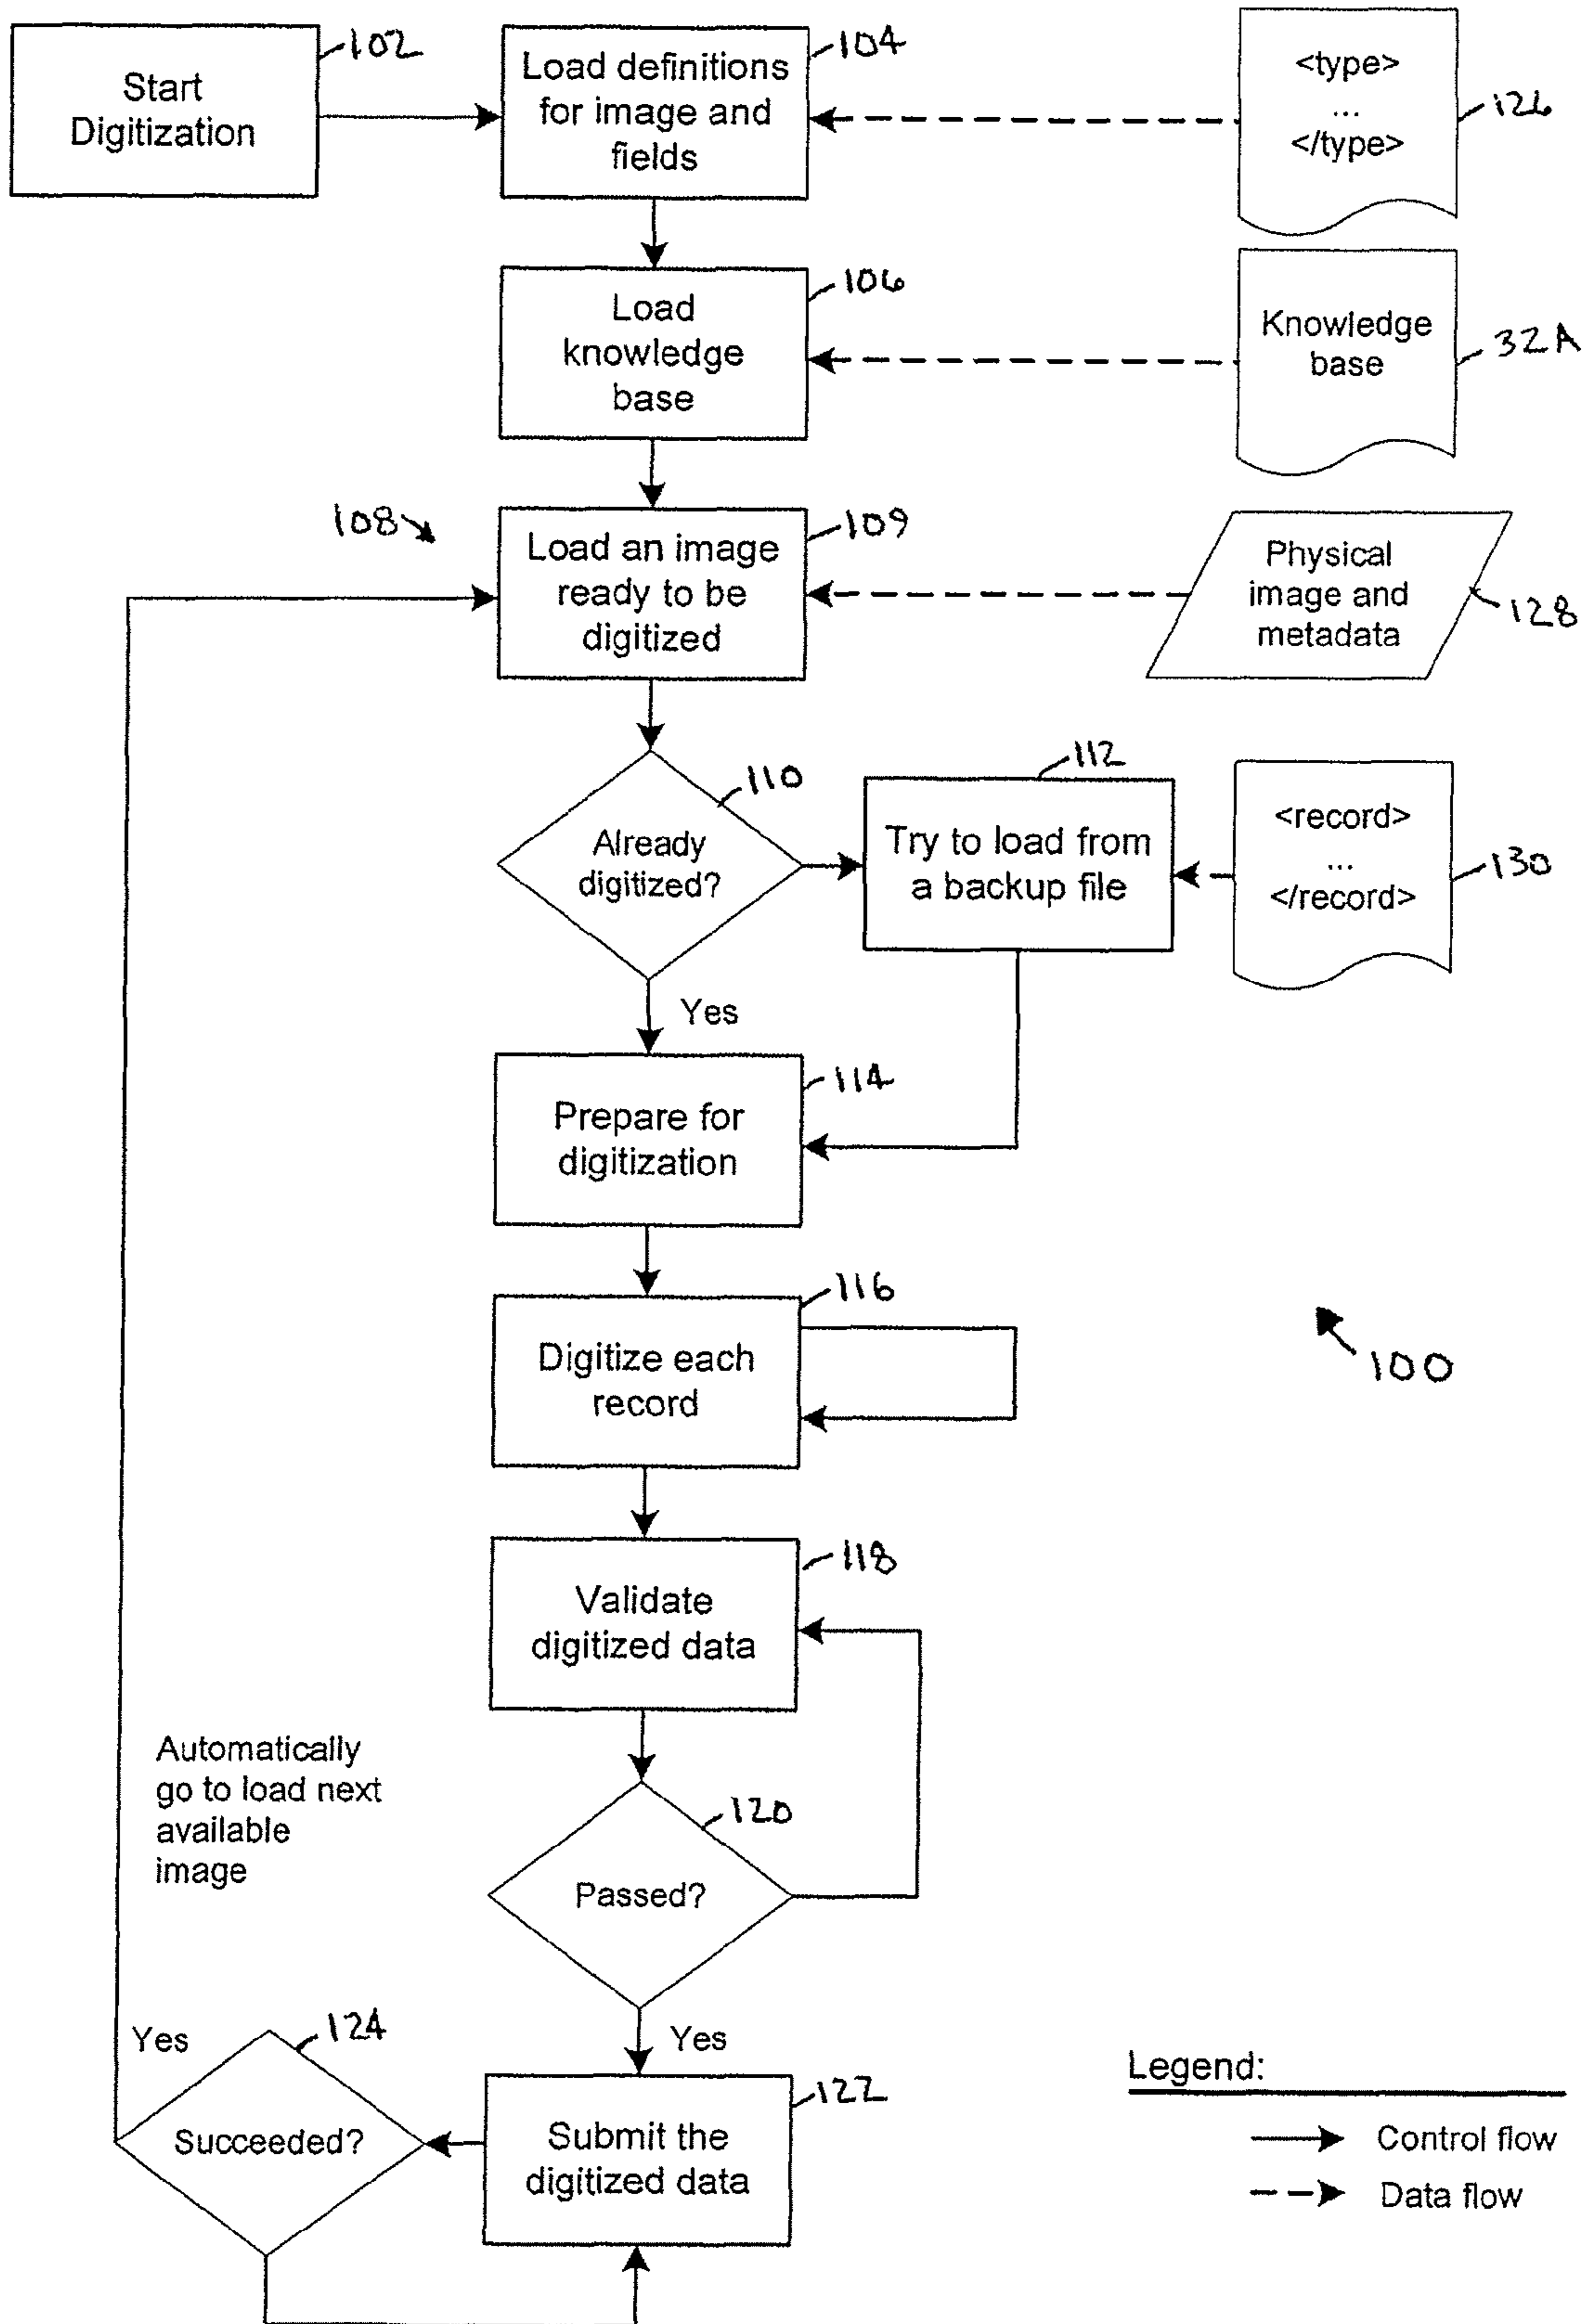 Start
Digitization
102
Load definitions
for image and
fields
104
<type>
...
</type>
126
Load
knowledge
base
106
Knowledge
base
32A
108
Load an image
ready to be
digitized
109
Physical
image and
metadata
128
Already
digitized?
110
Try to load from
a backup file
112
<record>
...
</record>
130
Yes
Prepare for
digitization
114
Digitize each
record
116
100
Validate
digitized data
118
Automatically
go to load next
available
image
Passed?
120
Yes
Yes
Succeeded?
124
Submit the
digitized data
122
Legend:
Control flow
Data flow